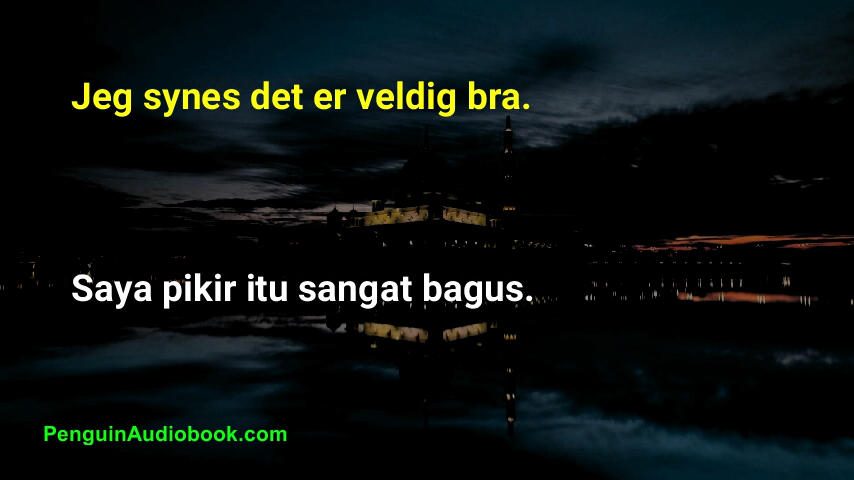 Jeg synes det er veldig bra.
Saya pikir itu sangat bagus.
PenguinAudiobook.com